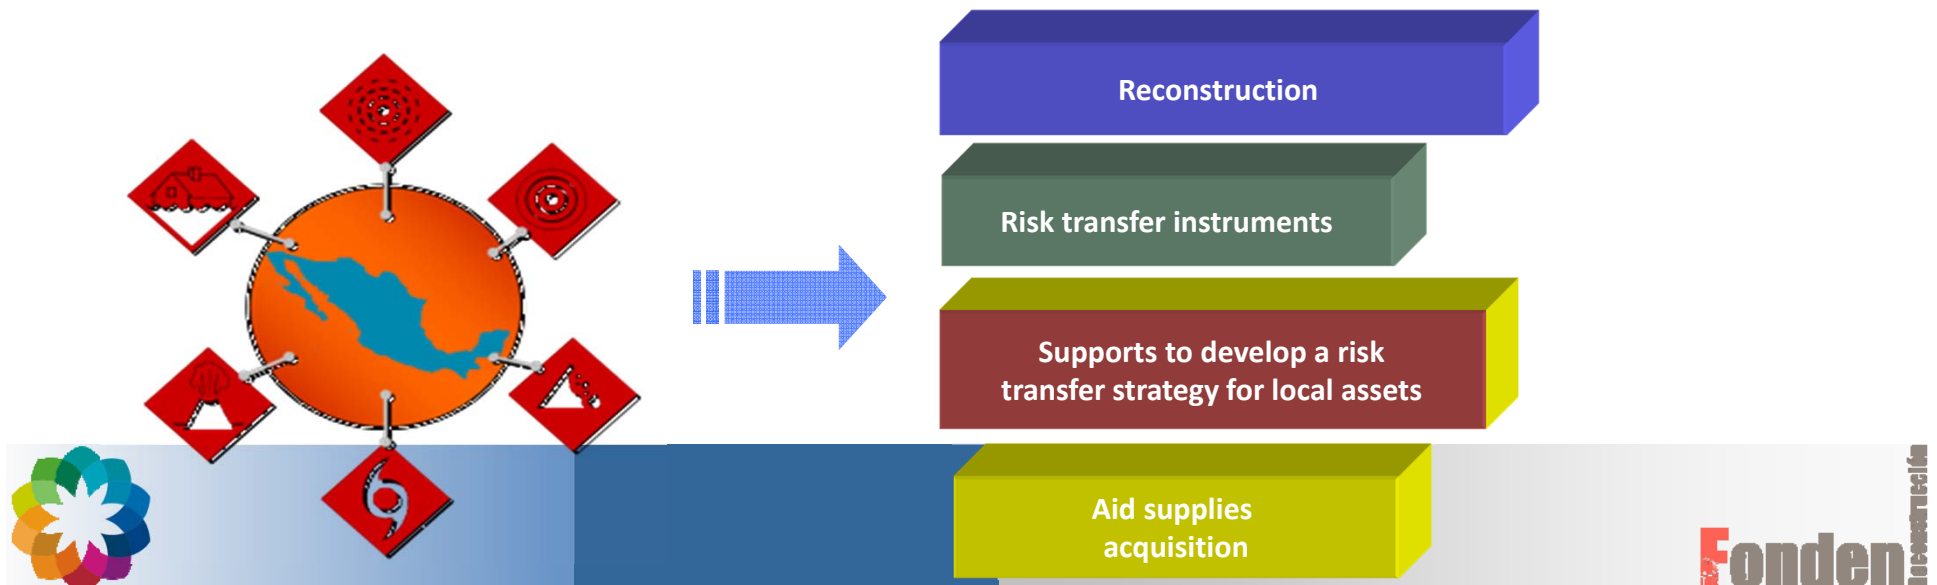 Reconstruction
Risk transfer instruments
Supports to develop a risk
transfer strategy for local assets
Aid supplies
acquisition
Fonden